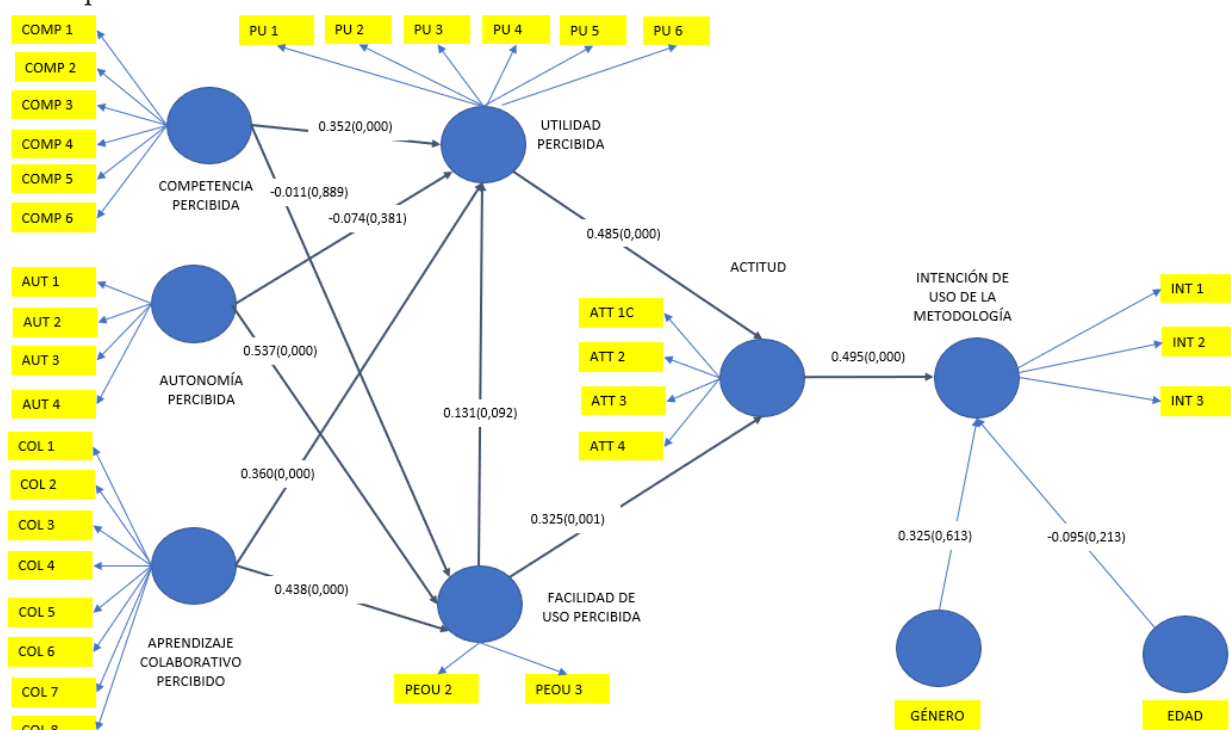 COMP 1
COMP 2
COMP 3
COMP 4
COMP 5
COMP 6
PU 1
PU 2
PU 3
PU 4
PU 5
PU 6
COMPETENCIA
PERCIBIDA
UTILIDAD
PERCIBIDA
0.352(0,000)
-0.011(0,889)
-0.074(0,381)
0.485(0,000)
AUT 1
AUT 2
AUT 3
AUT 4
AUTONOMÍA
PERCIBIDA
0.537(0,000)
0.131(0,092)
0.360(0,000)
ACTITUD
ATT 1C
ATT 2
ATT 3
ATT 4
0.495(0,000)
INTENCIÓN DE
USO DE LA
METODOLOGÍA
INT 1
INT 2
INT 3
COL 1
COL 2
COL 3
COL 4
COL 5
COL 6
COL 7
COL 8
APRENDIZAJE
COLABORATIVO
PERCIBIDO
0.438(0,000)
0.325(0,001)
FACILIDAD DE
USO PERCIBIDA
PEOU 2
PEOU 3
0.325(0,613)
-0.095(0,213)
GÉNERO
EDAD